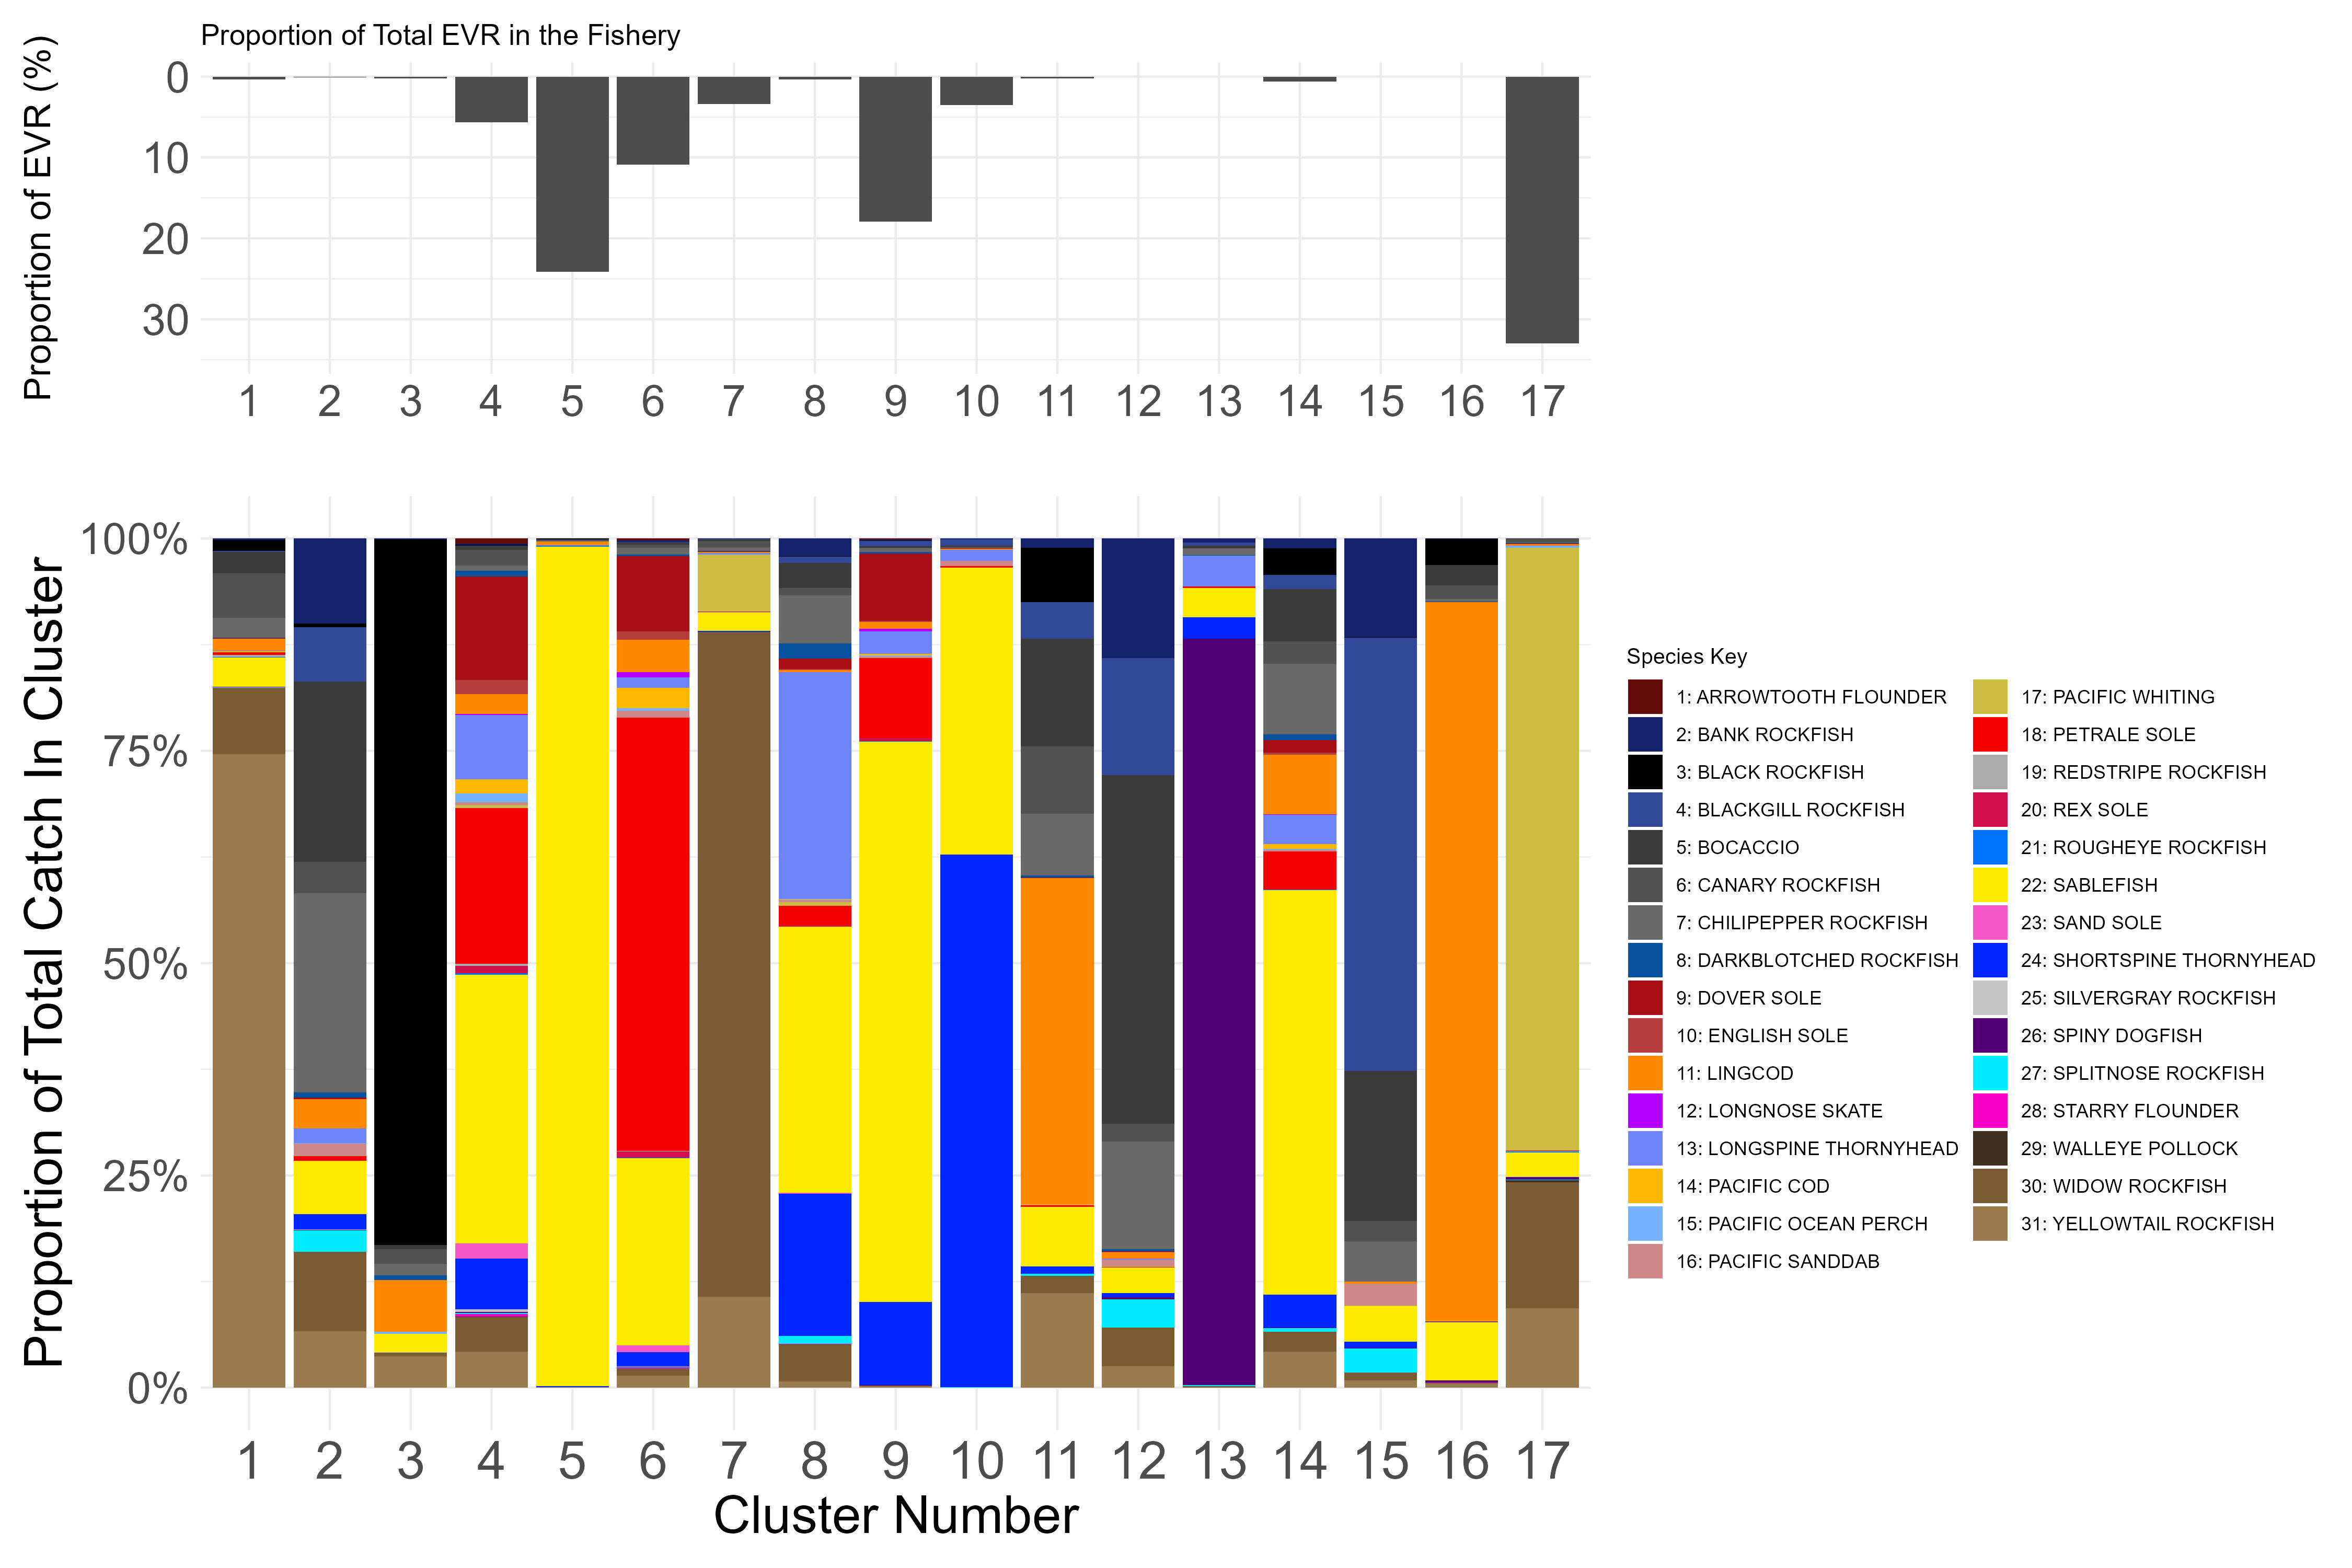 Proportion of Total EVR in the Fishery
Proportion of EVR (%)
0
10
20
30
1 2 3 4 5 6 7 8 9 10 11 12 13 14 15 16 17
Proportion of Total Catch In Cluster
100%
75%
50%
25%
0%
1 2 3 4 5 6 7 8 9 10 11 12 13 14 15 16 17
Cluster Number
Species Key
1: ARROWTOOTH FLOUNDER
2: BANK ROCKFISH
3: BLACK ROCKFISH
4: BLACKGILL ROCKFISH
5: BOCACCIO
6: CANARY ROCKFISH
7: CHILIPEPPER ROCKFISH
8: DARKBLOTCHED ROCKFISH
9: DOVER SOLE
10: ENGLISH SOLE
11: LINGCOD
12: LONGNOSE SKATE
13: LONGSPINE THORNYHEAD
14: PACIFIC COD
15: PACIFIC OCEAN PERCH
16: PACIFIC SANDDAB
17: PACIFIC WHITING
18: PETRALE SOLE
19: REDSTRIPE ROCKFISH
20: REX SOLE
21: ROUGHEYE ROCKFISH
22: SABLEFISH
23: SAND SOLE
24: SHORTSPINE THORNYHEAD
25: SILVERGRAY ROCKFISH
26: SPINY DOGFISH
27: SPLITNOSE ROCKFISH
28: STARRY FLOUNDER
29: WALLEYE POLLOCK
30: WIDOW ROCKFISH
31: YELLOWTAIL ROCKFISH